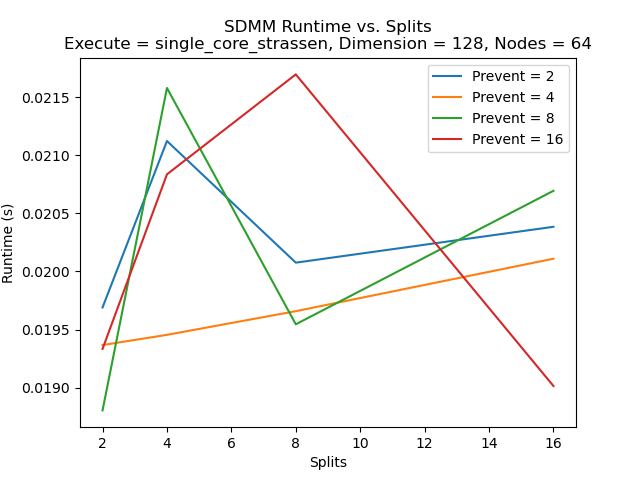 SDMM Runtime vs. Splits
Execute = single_core_strassen, Dimension = 128, Nodes = 64
Prevent = 2
Prevent = 4
Prevent = 8
Prevent = 16
0.0215
0.0210
0.0205
0.0200
0.0195
0.0190
Runtime (s)
2 4 6 8 10 12 14 16
Splits